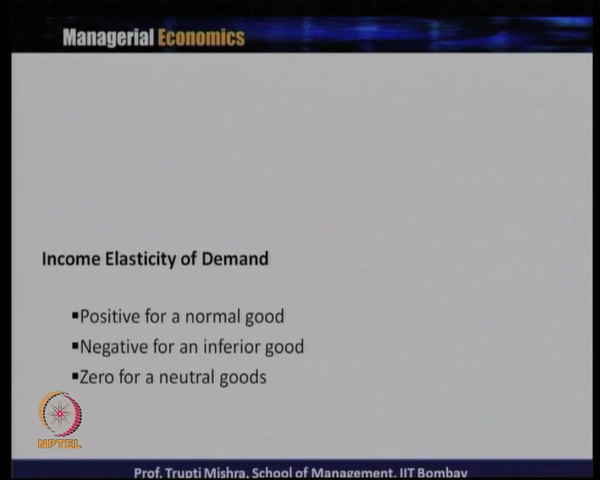 Managerial Economics
Income Elasticity of Demand
▪Positive for a normal good
▪Negative for an inferior good
▪Zero for a neutral goods
NPTEL
Prof. Trupti Mishra, School of Management, IIT Bombay